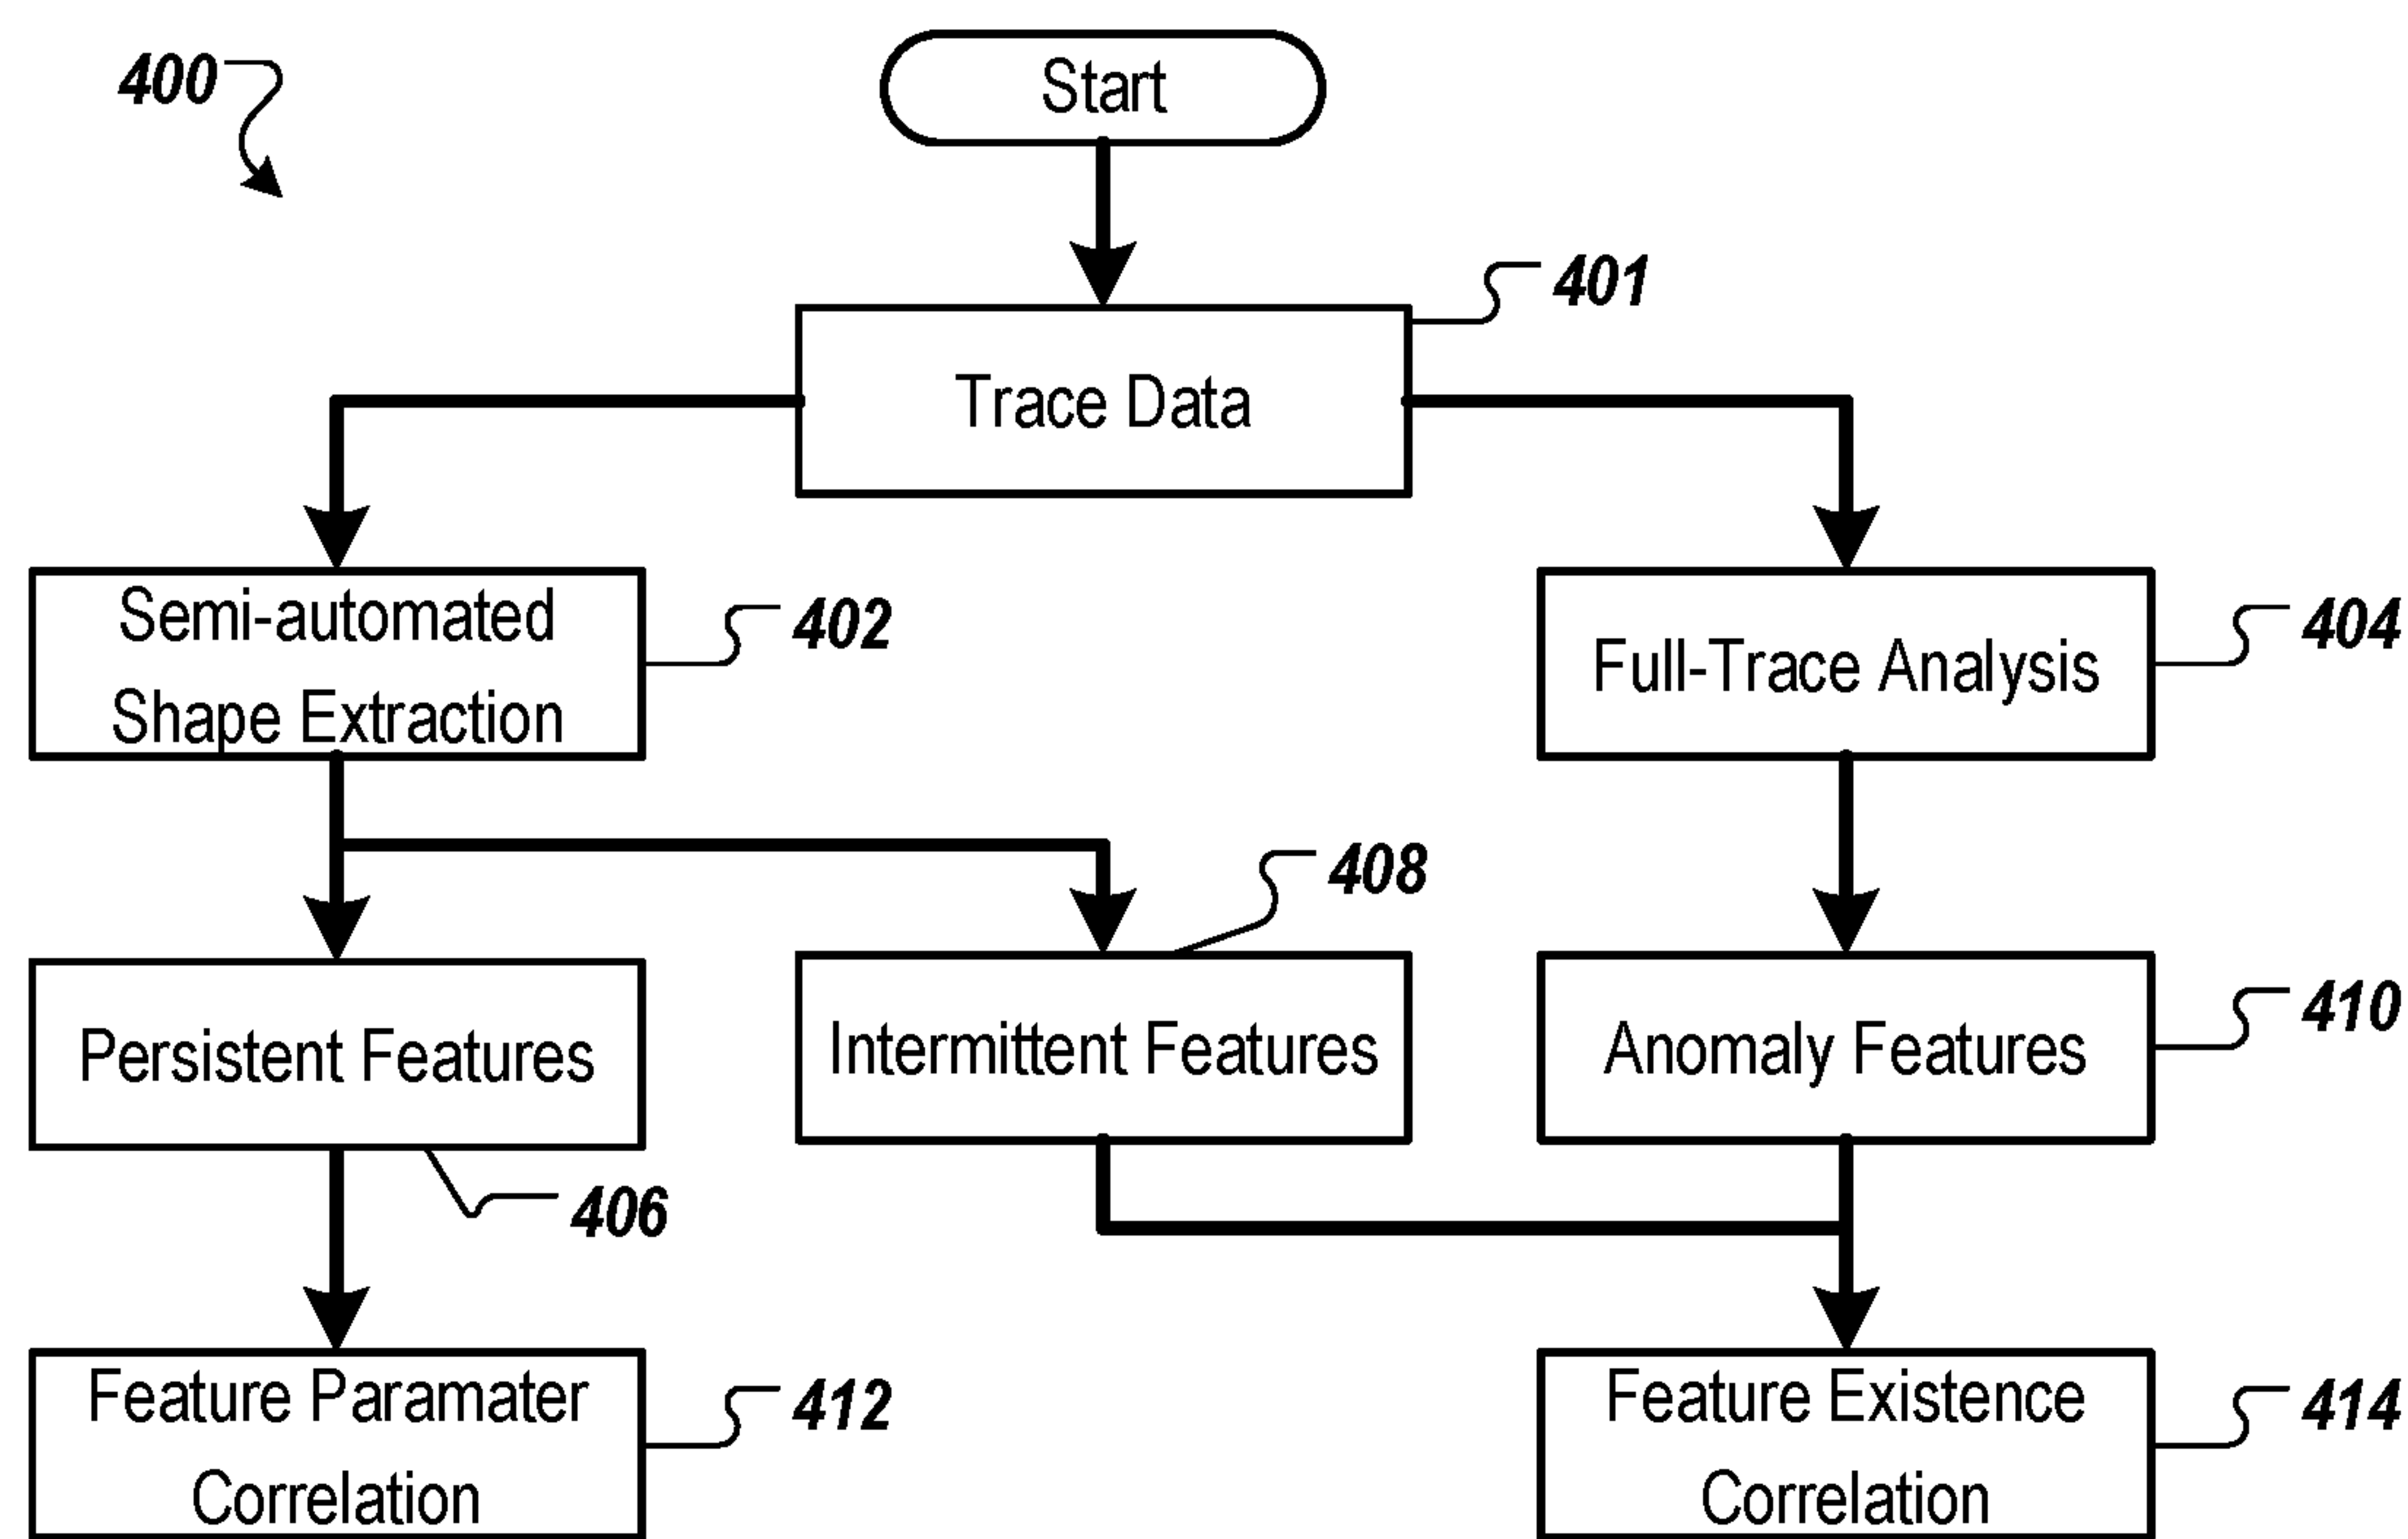 400
Start
401
Trace Data
Semi-automated
Shape Extraction
402
Full-Trace Analysis
404
408
Persistent Features
Intermittent Features
Anomaly Features
410
406
Feature Paramater
Correlation
412
Feature Existence
Correlation
414